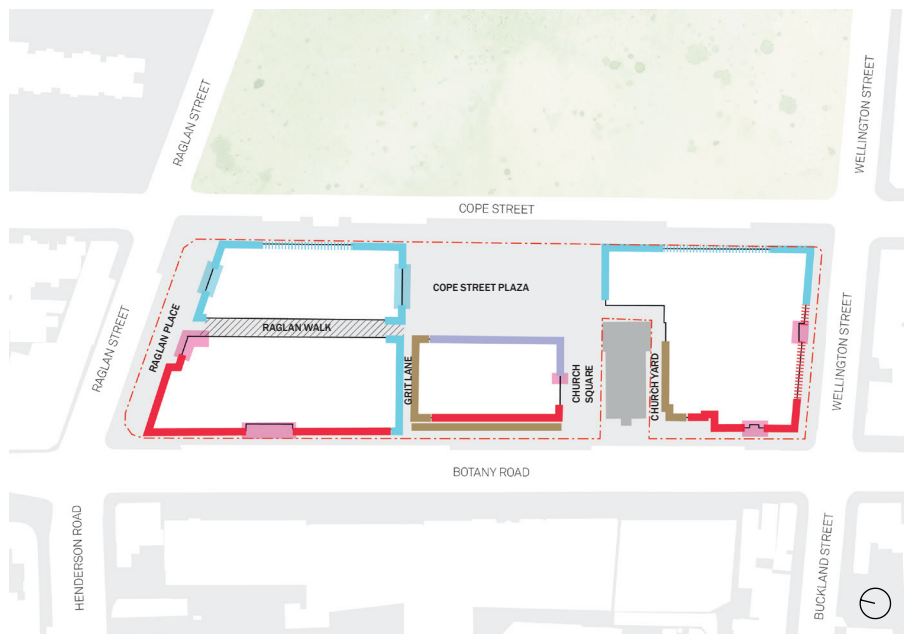 RAGLAN STREET
WELLINGTON STREET
COPE STREET
COPE STREET PLAZA
RAGLAN WALK
RAGLAN PLACE
RAGLAN STREET
GRIT LANE
CHURCH
SQUARE
CHURCH YARD
WELLINGTON STREET
BOTANY ROAD
HENDERSON ROAD
BUCKLAND STREET